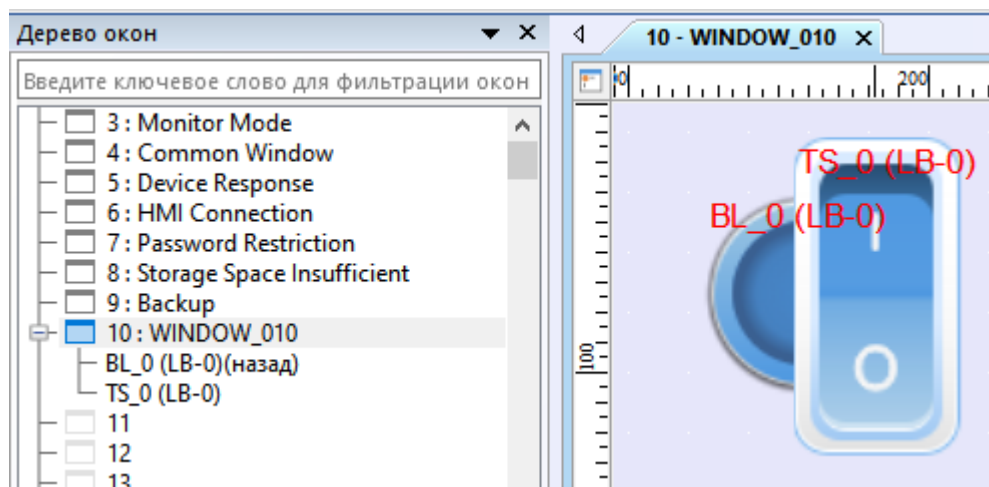 Дерево окон
Введите ключевое слово для фильтрации окон
3 : Monitor Mode
4 : Common Window
5 : Device Response
6 : HMI Connection
7 : Password Restriction
8 : Storage Space Insufficient
9 : Backup
10 : WINDOW_010
BL_0 (LB-0)(назад)
TS_0 (LB-0)
11
12
13
10 - WINDOW_010
0
200
100
TS_0 (LB-0)
BL_0 (LB-0)
I
O